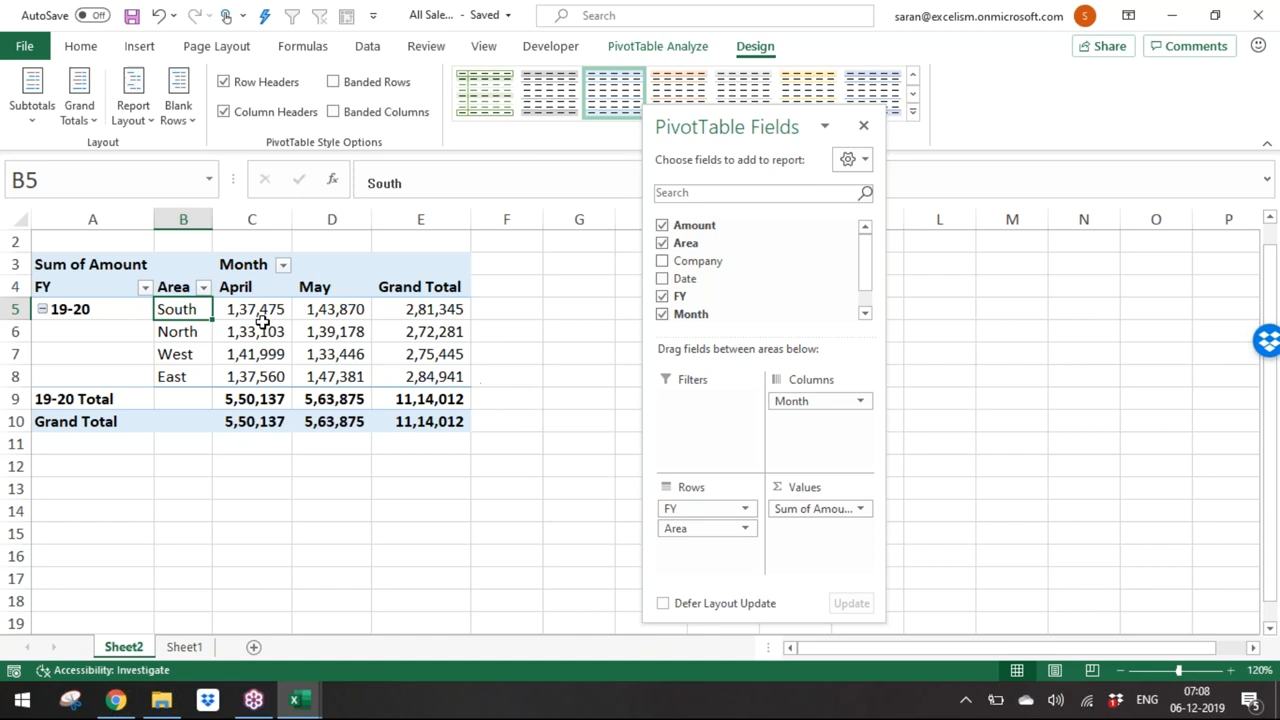 AutoSave Off All Sale... - Saved Search saran@excelism.onmicrosoft.com S
File Home Insert Page Layout Formulas Data Review View Developer PivotTable Analyze Design Share Comments
Subtotals Grand Totals Report Layout Blank Rows
Row Headers Banded Rows
Column Headers Banded Columns
Layout PivotTable Style Options
PivotTable Fields
Choose fields to add to report:
Search
Amount
Area
Company
Date
FY
Month
Drag fields between areas below:
Filters Columns
Month
Rows Values
FY Sum of Amou...
Area
Defer Layout Update Update
B5 fx South
A B C D E F G L M N O P
2
3 Sum of Amount Month
4 FY Area April May Grand Total
5 19-20 South 1,37,475 1,43,870 2,81,345
6 North 1,33,103 1,39,178 2,72,281
7 West 1,41,999 1,33,446 2,75,445
8 East 1,37,560 1,47,381 2,84,941
9 19-20 Total 5,50,137 5,63,875 11,14,012
10 Grand Total 5,50,137 5,63,875 11,14,012
11
12
13
14
15
16
17
18
19
Sheet2 Sheet1
Accessibility: Investigate 120%
ENG 07:08
06-12-2019 5